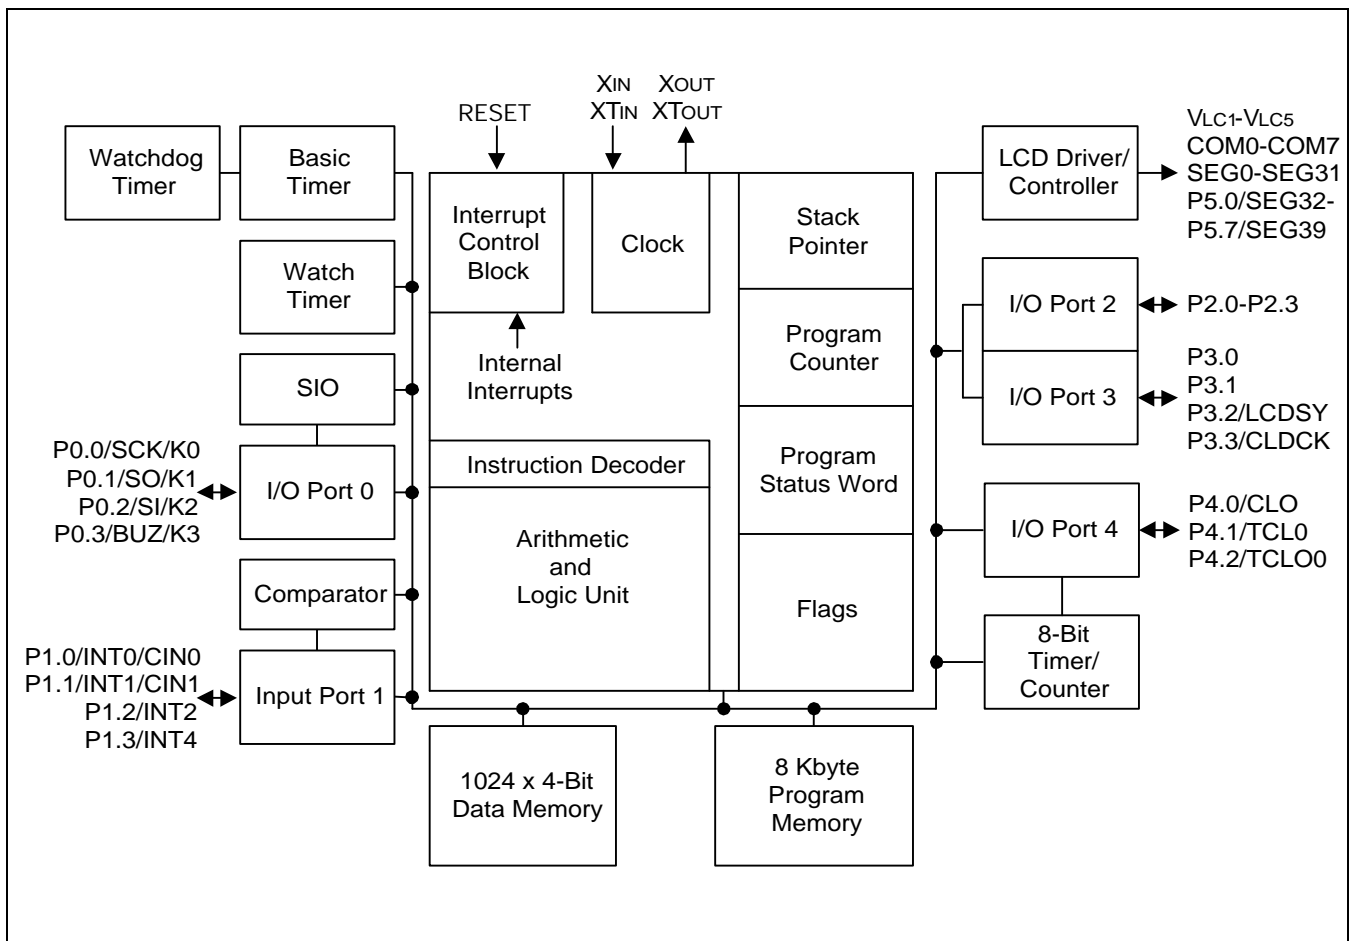 RESET
XIN
XTIN
XOUT
XTOUT
Watchdog
Timer
Basic
Timer
Watch
Timer
SIO
P0.0/SCK/K0
P0.1/SO/K1
P0.2/SI/K2
P0.3/BUZ/K3
I/O Port 0
Comparator
P1.0/INT0/CIN0
P1.1/INT1/CIN1
P1.2/INT2
P1.3/INT4
Input Port 1
Interrupt
Control
Block
Clock
Internal
Interrupts
Instruction Decoder
Arithmetic
and
Logic Unit
Stack
Pointer
Program
Counter
Program
Status Word
Flags
1024 x 4-Bit
Data Memory
8 Kbyte
Program
Memory
LCD Driver/
Controller
VLC1-VLC5
COM0-COM7
SEG0-SEG31
P5.0/SEG32-
P5.7/SEG39
I/O Port 2
P2.0-P2.3
I/O Port 3
P3.0
P3.1
P3.2/LCDSY
P3.3/CLDCK
I/O Port 4
P4.0/CLO
P4.1/TCL0
P4.2/TCLO0
8-Bit
Timer/
Counter